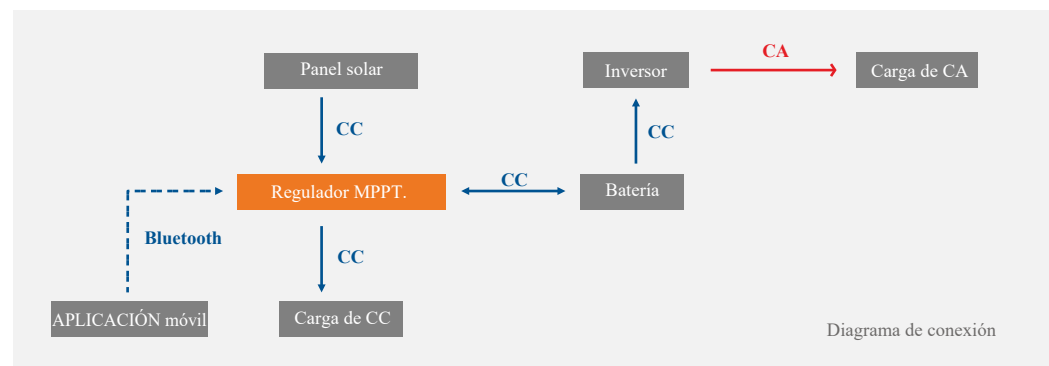 CA
Panel solar
Inversor
Carga de CA
CC
CC
CC
Regulador MPPT.
Batería
Bluetooth
CC
APLICACIÓN móvil
Carga de CC
Diagrama de conexión